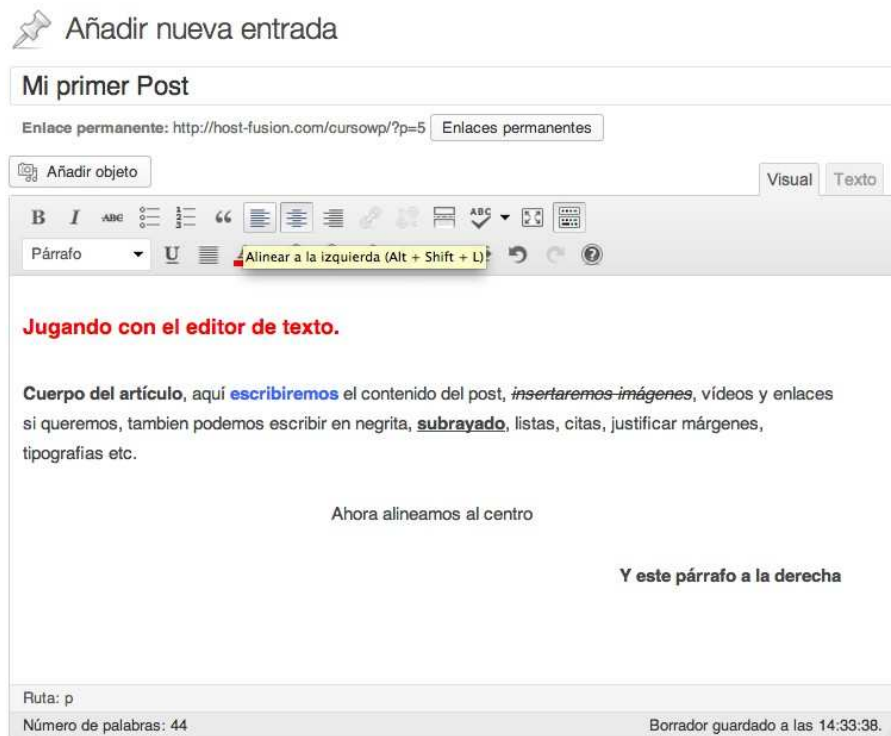 Añadir nueva entrada
Mi primer Post
Enlace permanente: http://host-fusion.com/cursowp/?p=5 Enlaces permanentes
Añadir objeto
Visual Texto
B I ABC “ ABC
Párrafo U Alinear a la izquierda (Alt + Shift + L)
Jugando con el editor de texto.
Cuerpo del artículo, aquí escribiremos el contenido del post, insertaremos imágenes, vídeos y enlaces
si queremos, tambien podemos escribir en negrita, subrayado, listas, citas, justificar márgenes,
tipografias etc.
Ahora alineamos al centro
Y este párrafo a la derecha
Ruta: p
Número de palabras: 44 Borrador guardado a las 14:33:38.